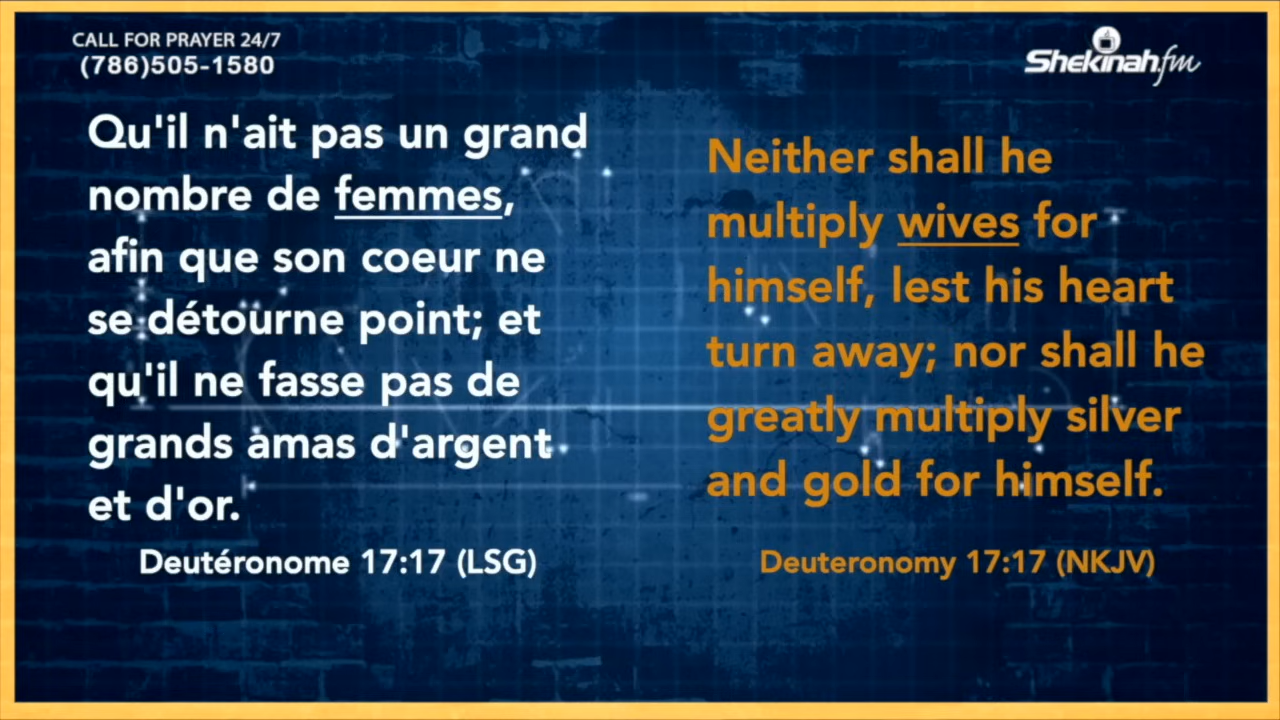 CALL FOR PRAYER 24/7
(786)505-1580
Shekinah.fm
Qu'il n'ait pas un grand
nombre de femmes,
afin que son coeur ne
se détourne point; et
qu'il ne fasse pas de
grands amas d'argent
et d'or.
Deutéronome 17:17 (LSG)
Neither shall he
multiply wives for
himself, lest his heart
turn away; nor shall he
greatly multiply silver
and gold for himself.
Deuteronomy 17:17 (NKJV)